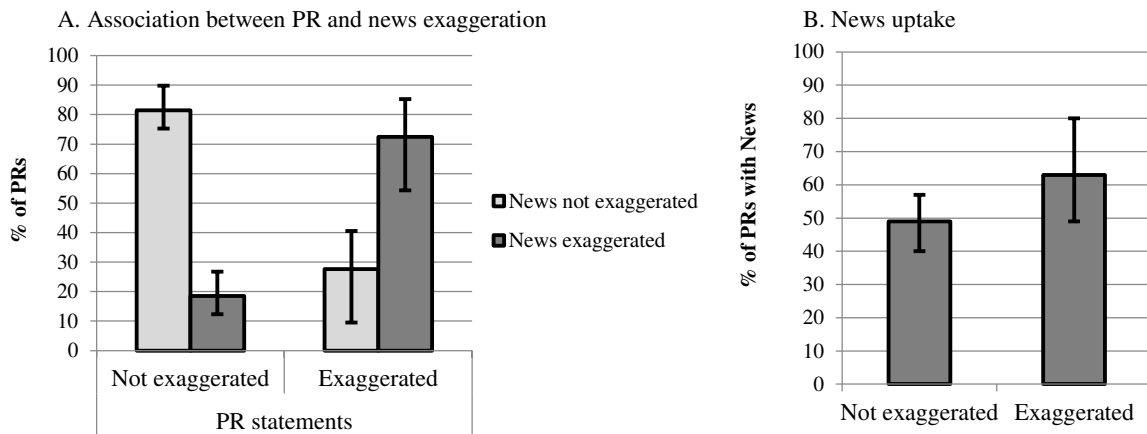 A. Association between PR and news exaggeration
100
90
80
70
60
50
40
30
20
10
0
% of PRs
Not exaggerated
Exaggerated
PR statements
News not exaggerated
News exaggerated
B. News uptake
100
90
80
70
60
50
40
30
20
10
0
% of PRs with News
Not exaggerated
Exaggerated